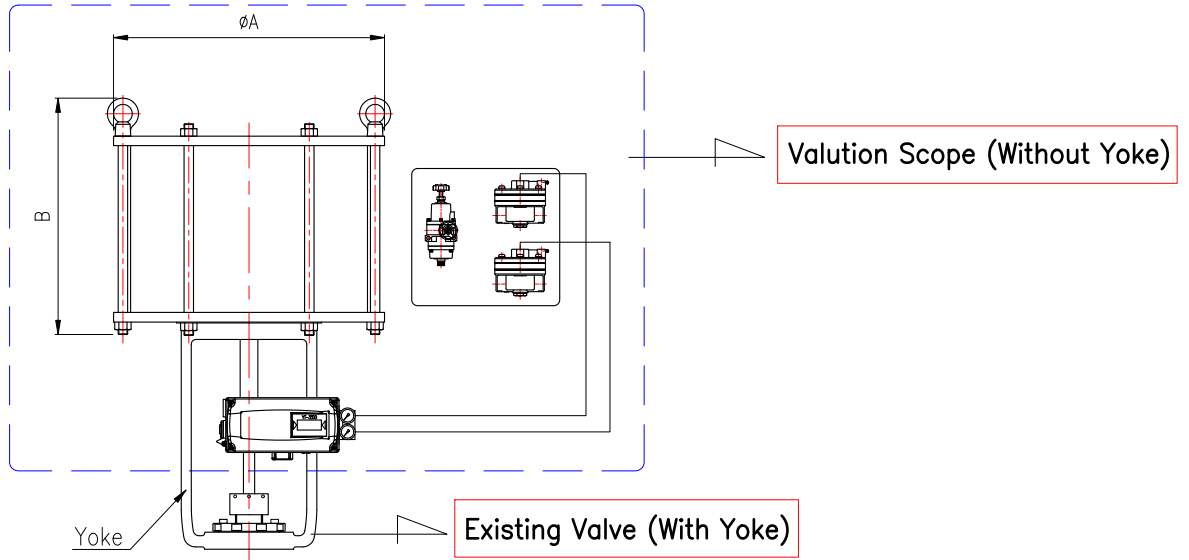 øA
B
Valution Scope (Without Yoke)
Yoke
Existing Valve (With Yoke)